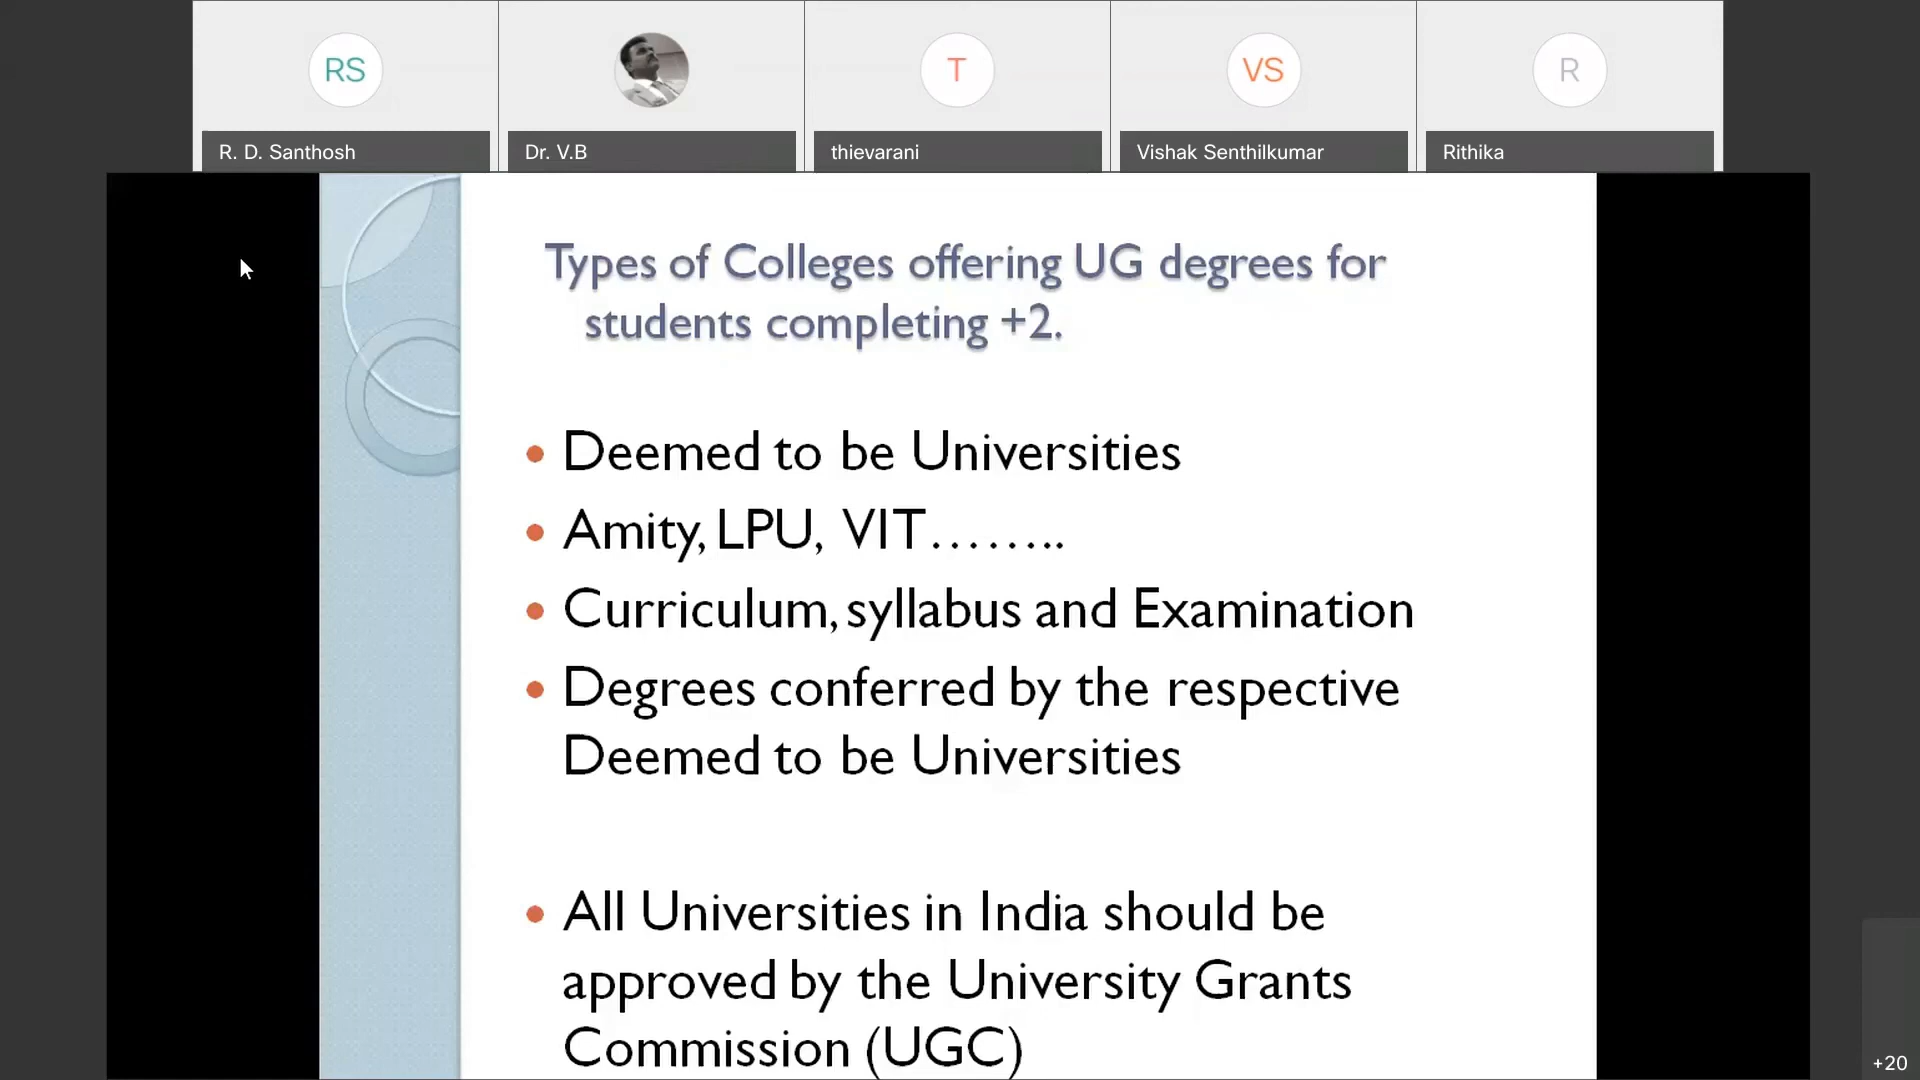 RS
T
VS
R
R. D. Santhosh
Dr. V.B
thievarani
Vishak Senthilkumar
Rithika
Types of Colleges offering UG degrees for
students completing +2.
• Deemed to be Universities
• Amity, LPU, VIT……..
• Curriculum, syllabus and Examination
• Degrees conferred by the respective
Deemed to be Universities
• All Universities in India should be
approved by the University Grants
Commission (UGC)
+20